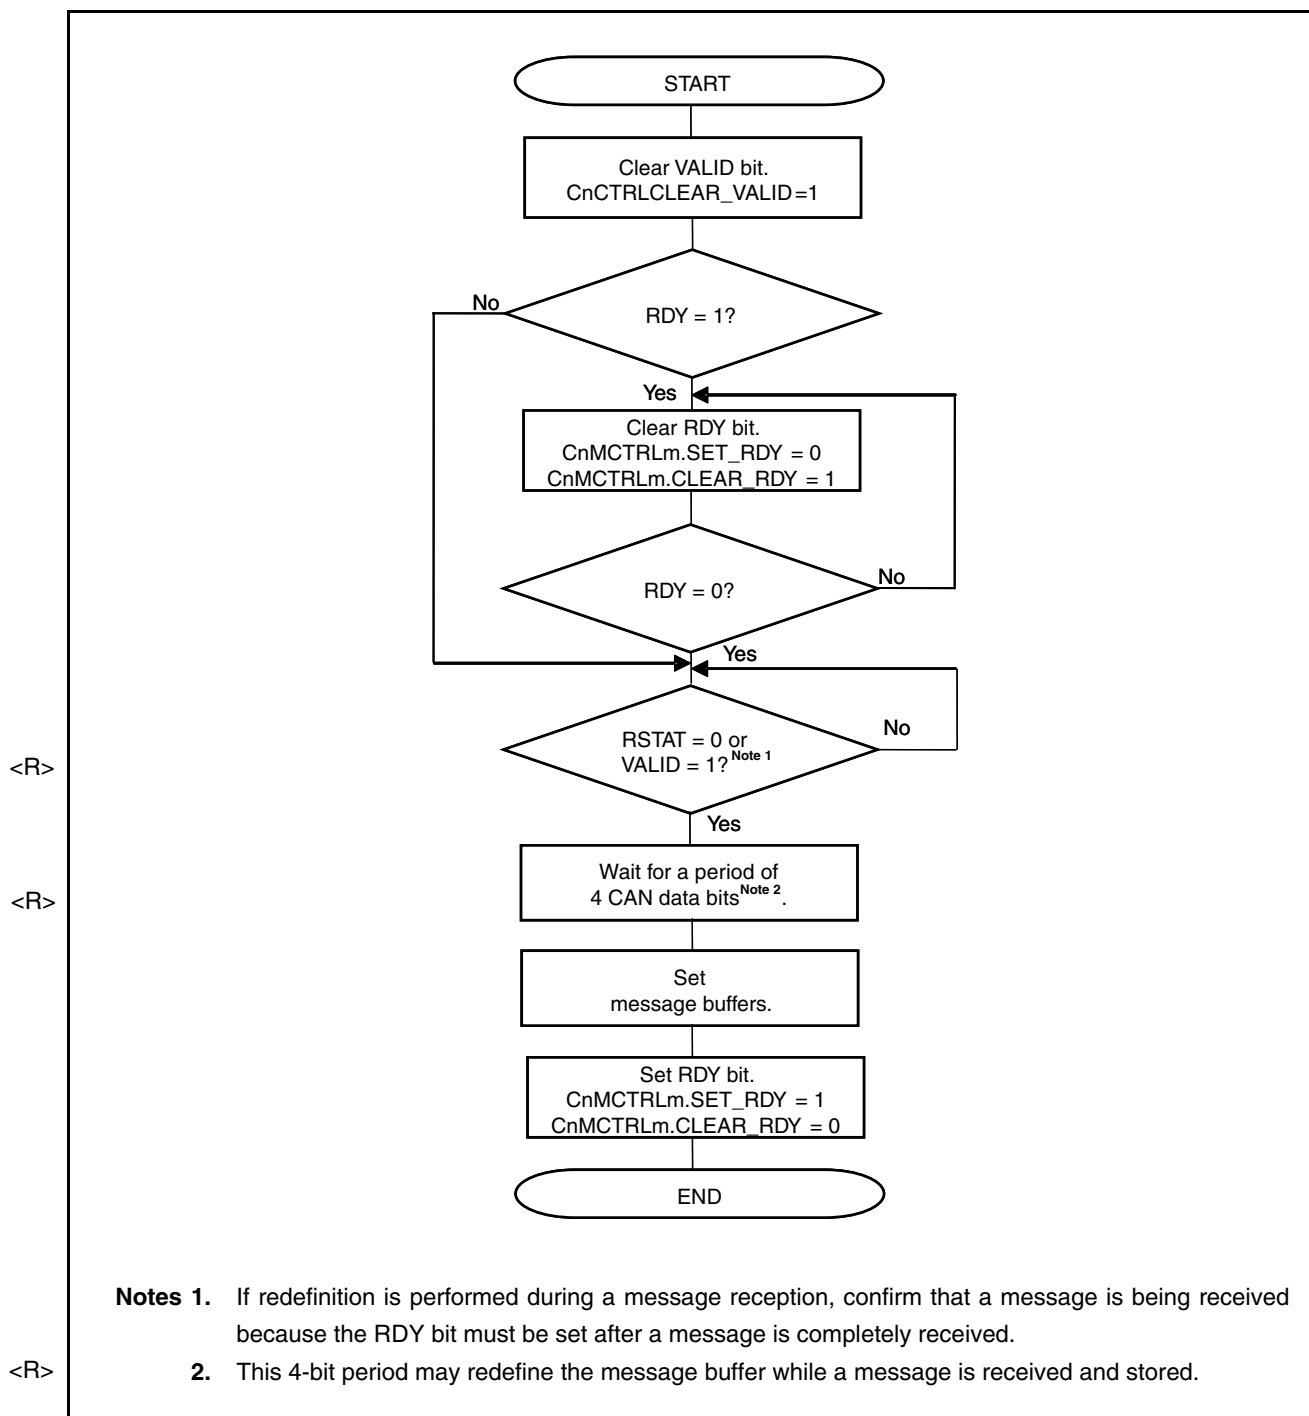 START
Clear VALID bit.
CnCTRLCLEAR_VALID=1
RDY = 1?
No
Yes
Clear RDY bit.
CnMCTRLm.SET_RDY = 0
CnMCTRLm.CLEAR_RDY = 1
RDY = 0?
No
Yes
RSTAT = 0 or
VALID = 1? Note 1
No
<R>
Yes
Wait for a period of
4 CAN data bits Note 2.
<R>
Set
message buffers.
Set RDY bit.
CnMCTRLm.SET_RDY = 1
CnMCTRLm.CLEAR_RDY = 0
END
Notes 1. If redefinition is performed during a message reception, confirm that a message is being received
because the RDY bit must be set after a message is completely received.
<R> 2. This 4-bit period may redefine the message buffer while a message is received and stored.